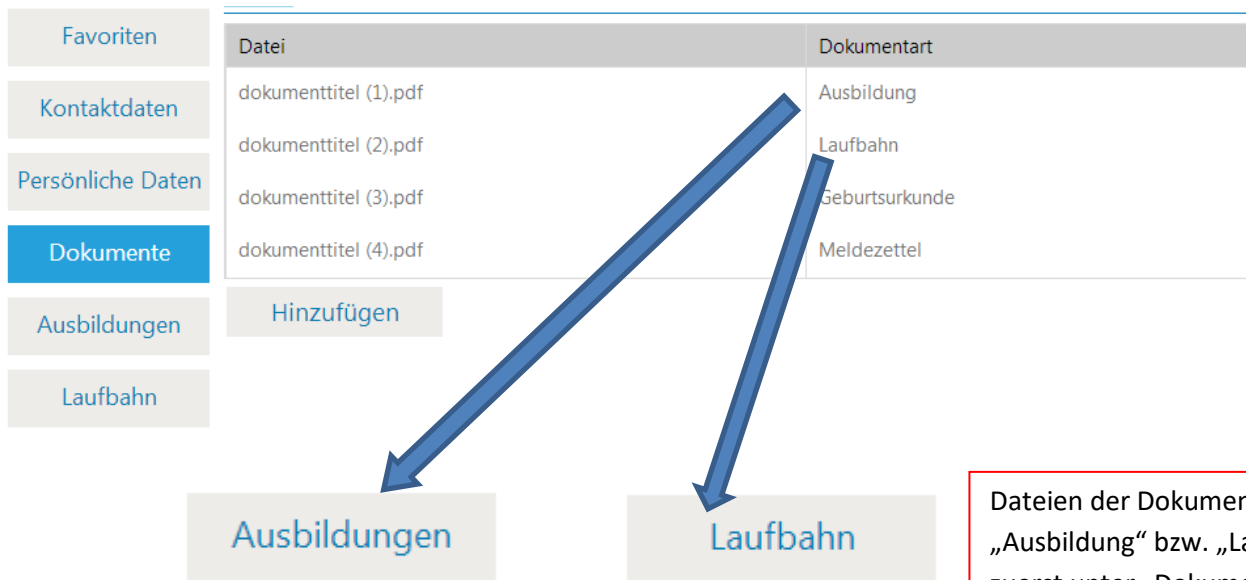 Favoriten
Kontaktdaten
Persönliche Daten
Dokumente
Ausbildungen
Laufbahn
Datei Dokumentart
dokumenttitel (1).pdf Ausbildung
dokumenttitel (2).pdf Laufbahn
dokumenttitel (3).pdf Geburtsurkunde
dokumenttitel (4).pdf Meldezettel
Hinzufügen
Ausbildungen
Laufbahn
Dateien der
„Ausbildung“ bzw.